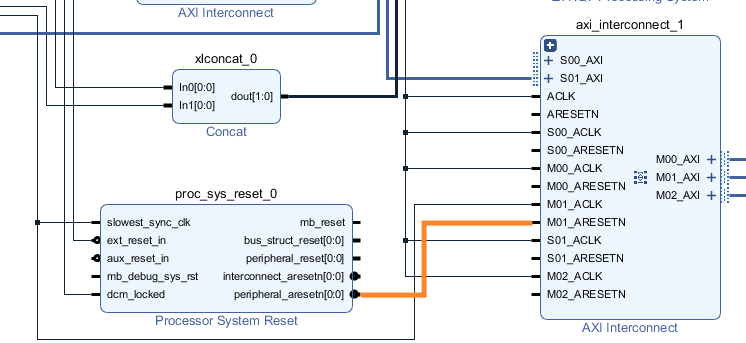 AXI Interconnect
axi_interconnect_1
xlconcat_0
In0[0:0]
In1[0:0]
dout[1:0]
Concat
S00_AXI
S01_AXI
ACLK
ARESETN
S00_ACLK
S00_ARESETN
M00_ACLK
M00_ARESETN
M01_ACLK
M01_ARESETN
S01_ACLK
S01_ARESETN
M02_ACLK
M02_ARESETN
M00_AXI
M01_AXI
M02_AXI
AXI Interconnect
proc_sys_reset_0
slowest_sync_clk
ext_reset_in
aux_reset_in
mb_debug_sys_rst
dcm_locked
mb_reset
bus_struct_reset[0:0]
peripheral_reset[0:0]
interconnect_aresetn[0:0]
peripheral_aresetn[0:0]
Processor System Reset